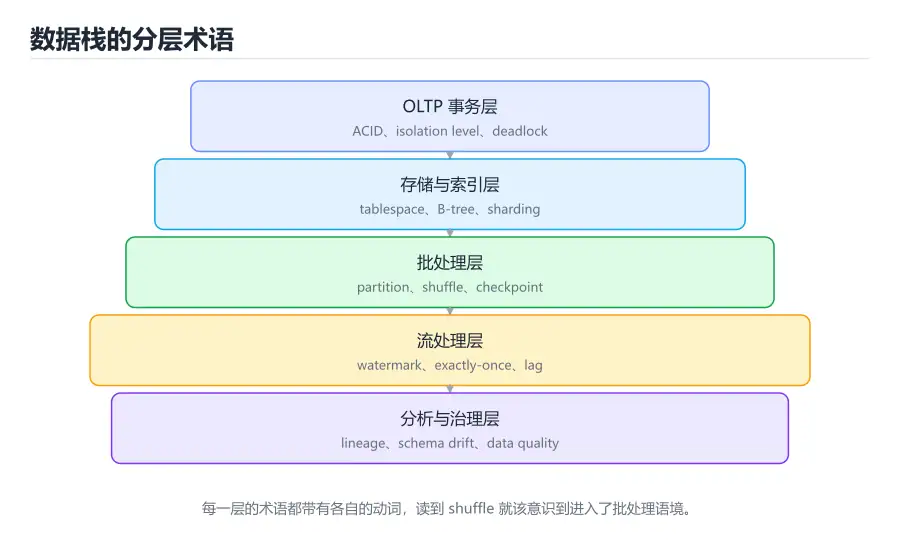 数据栈的分层术语
OLTP 事务层
ACID、isolation level、deadlock
存储与索引层
tablespace、B-tree、sharding
批处理层
partition、shuffle、checkpoint
流处理层
watermark、exactly-once、lag
分析与治理层
lineage、schema drift、data quality
每一层的术语都带有各自的动词，读到 shuffle 就该意识到进入了批处理语境。